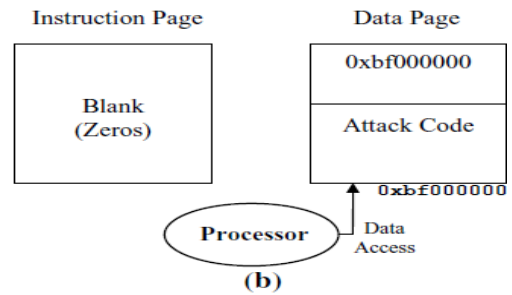 Instruction Page
Data Page
Blank
(Zeros)
0xbf000000
Attack Code
0xbf000000
Processor
Data
Access
(b)